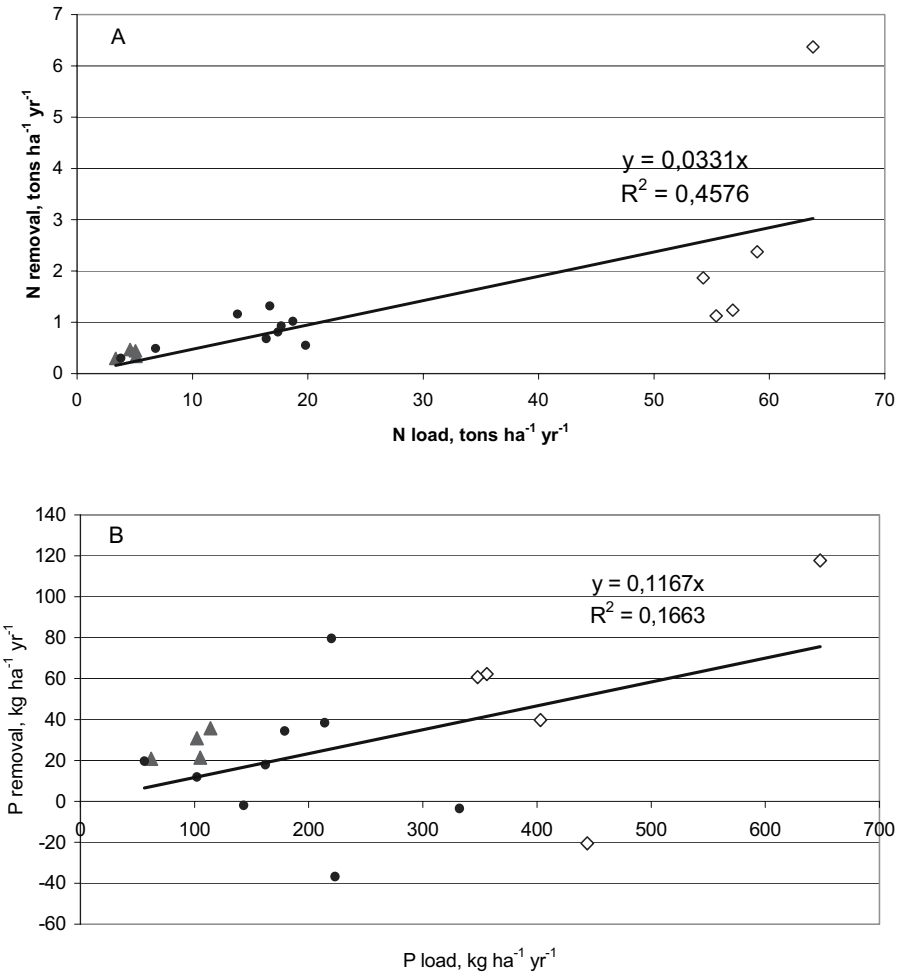 A
7
6
5
4
3
2
1
0
N removal, tons ha⁻¹ yr⁻¹
y = 0,0331x
R² = 0,4576
0 10 20 30 40 50 60 70
N load, tons ha⁻¹ yr⁻¹
B
140
120
100
80
60
40
20
0
-20
-40
-60
P removal, kg ha⁻¹ yr⁻¹
y = 0,1167x
R² = 0,1663
0 100 200 300 400 500 600 700
P load, kg ha⁻¹ yr⁻¹